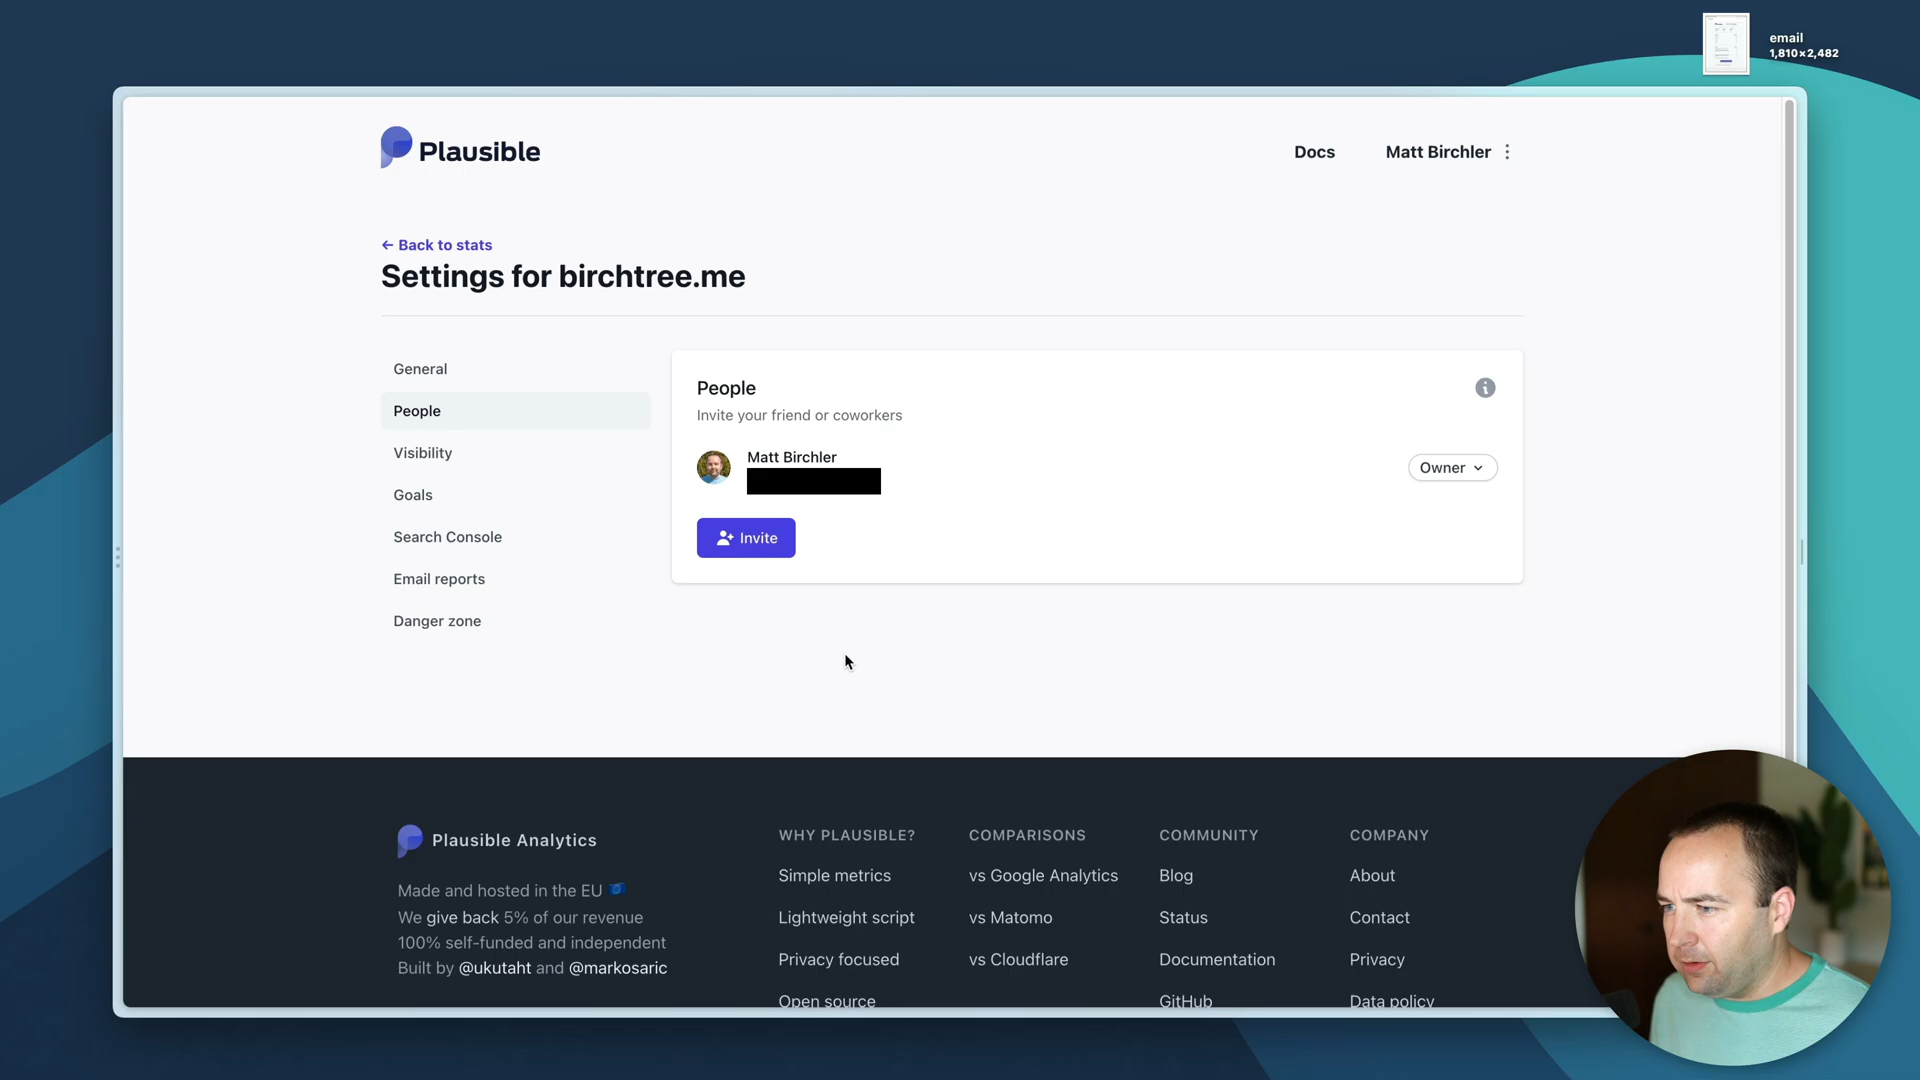 email
1,810×2,482
Plausible
Docs
Matt Birchler
← Back to stats
Settings for birchtree.me
General
People
Visibility
Goals
Search Console
Email reports
Danger zone
People
Invite your friend or coworkers
Matt Birchler
Owner
Invite
Plausible Analytics
Made and hosted in the EU
We give back 5% of our revenue
100% self-funded and independent
Built by @ukutaht and @markosaric
WHY PLAUSIBLE?
Simple metrics
Lightweight script
Privacy focused
Open source
COMPARISONS
vs Google Analytics
vs Matomo
vs Cloudflare
COMMUNITY
Blog
Status
Documentation
GitHub
COMPANY
About
Contact
Privacy
Data policy